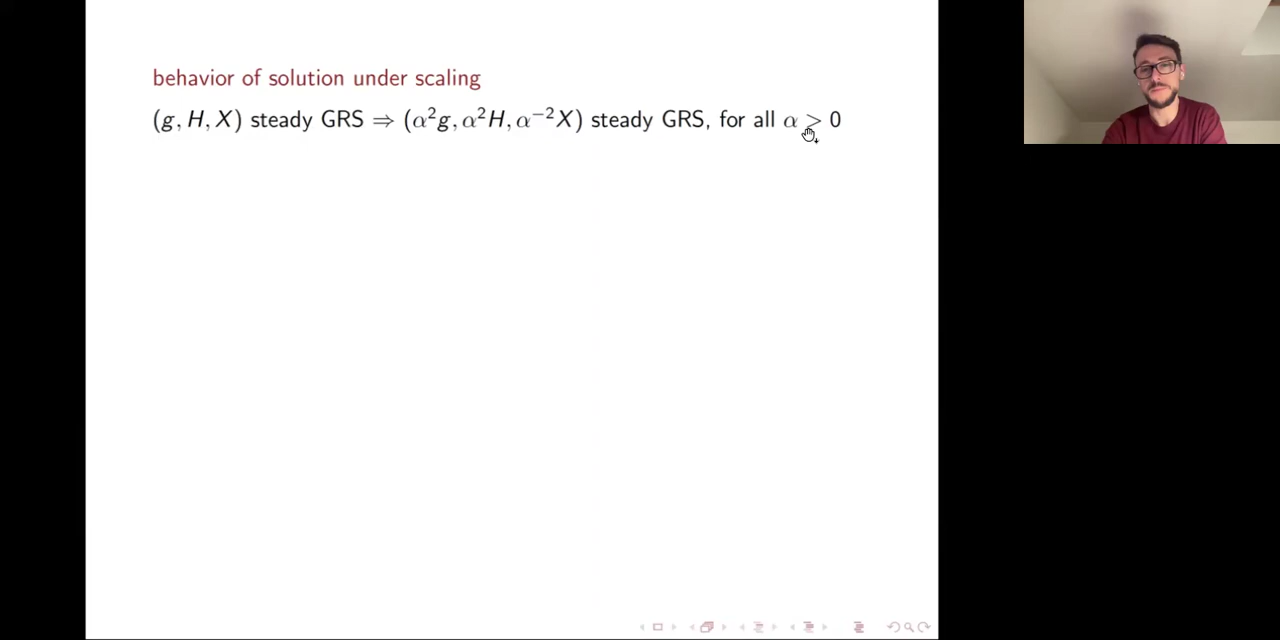 behavior of solution under scaling
(g, H, X) steady GRS ⇒ (α²g, α²H, α⁻²X) steady GRS, for all α > 0